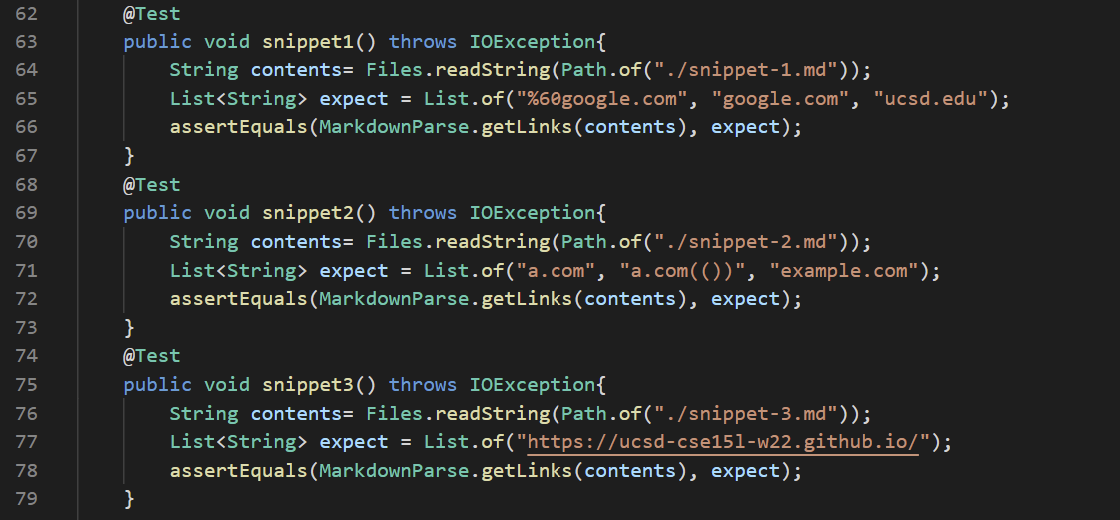 62 @Test
63 public void snippet1() throws IOException{
64 String contents= Files.readString(Path.of("./snippet-1.md"));
65 List<String> expect = List.of("%60google.com", "google.com", "ucsd.edu");
66 assertEquals(MarkdownParse.getLinks(contents), expect);
67 }
68 @Test
69 public void snippet2() throws IOException{
70 String contents= Files.readString(Path.of("./snippet-2.md"));
71 List<String> expect = List.of("a.com", "a.com(())", "example.com");
72 assertEquals(MarkdownParse.getLinks(contents), expect);
73 }
74 @Test
75 public void snippet3() throws IOException{
76 String contents= Files.readString(Path.of("./snippet-3.md"));
77 List<String> expect = List.of("https://ucsd-cse15l-w22.github.io/");
78 assertEquals(MarkdownParse.getLinks(contents), expect);
79 }